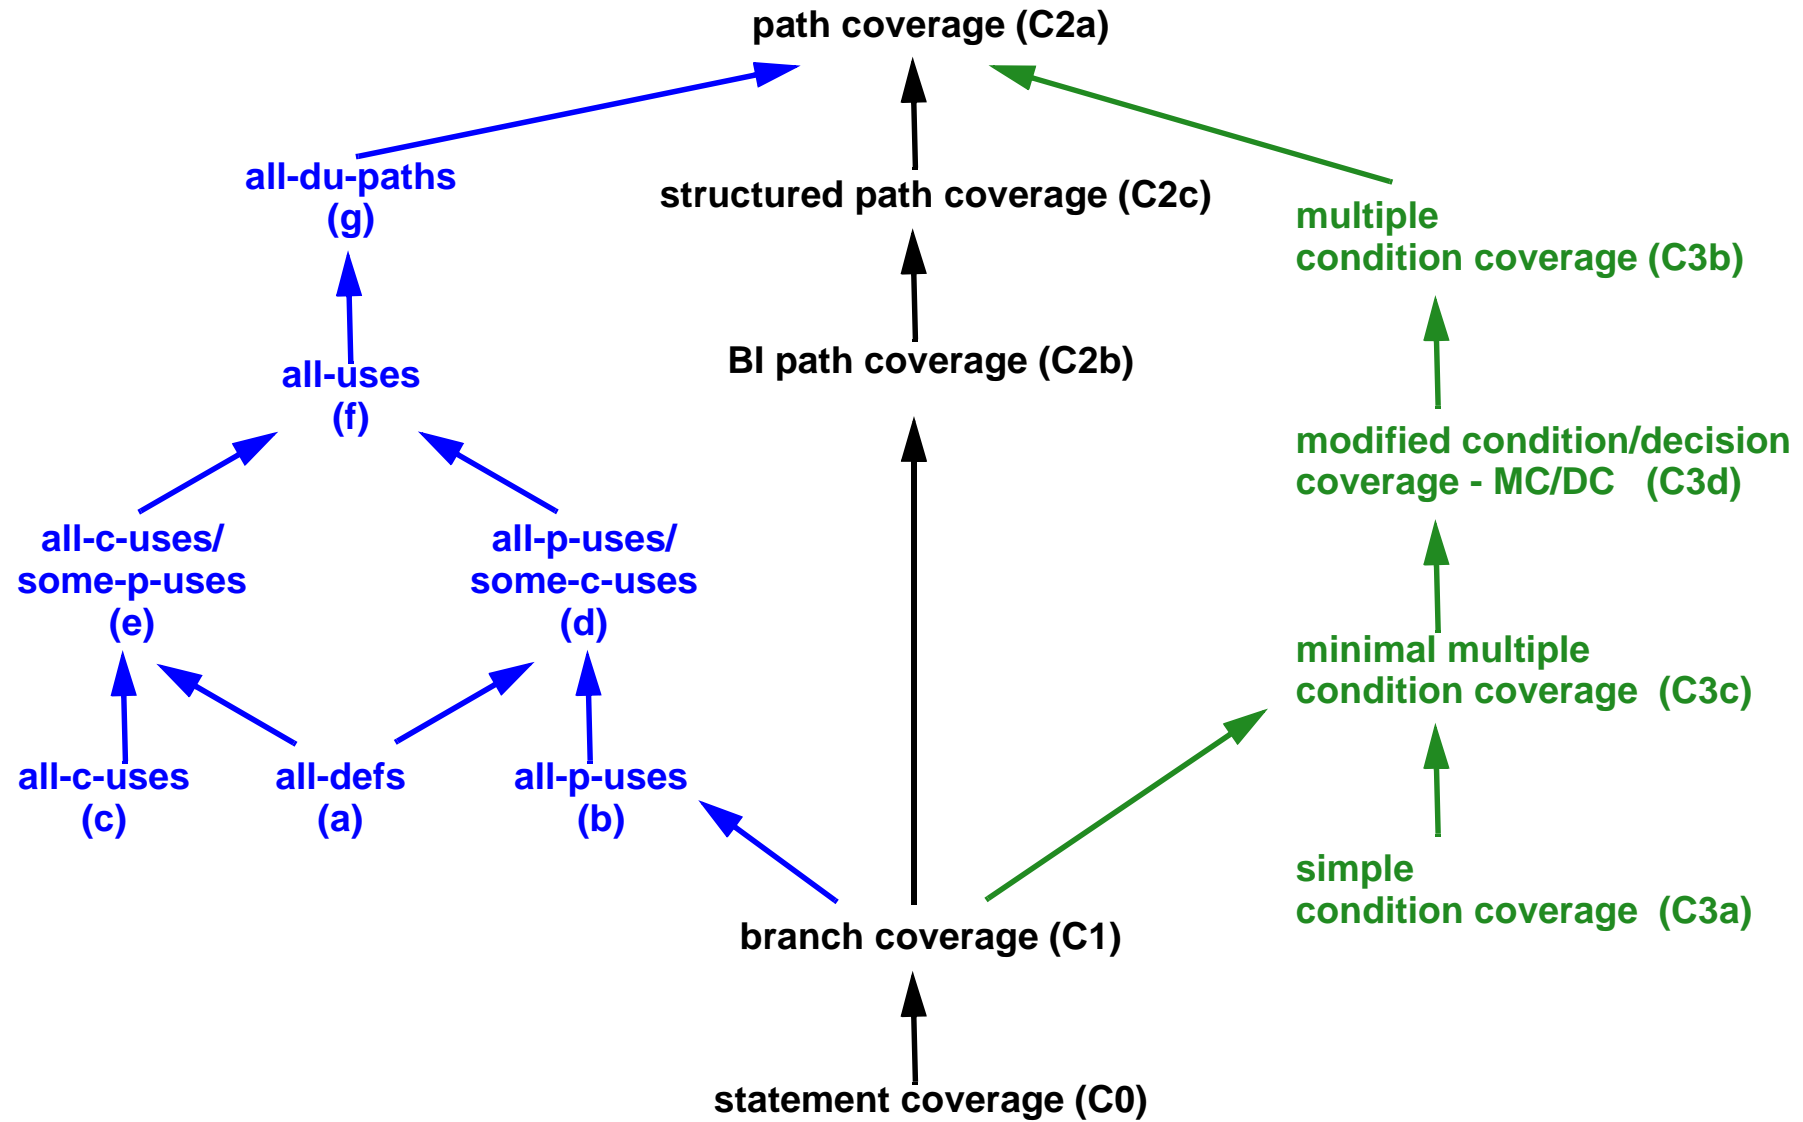 path coverage (C2a)
all-du-paths
(g)
structured path coverage (C2c)
multiple
condition coverage (C3b)
all-uses
(f)
BI path coverage (C2b)
modified condition/decision
coverage - MC/DC (C3d)
all-c-uses/
some-p-uses
(e)
all-p-uses/
some-c-uses
(d)
minimal multiple
condition coverage (C3c)
all-c-uses
(c)
all-defs
(a)
all-p-uses
(b)
simple
condition coverage (C3a)
branch coverage (C1)
statement coverage (C0)